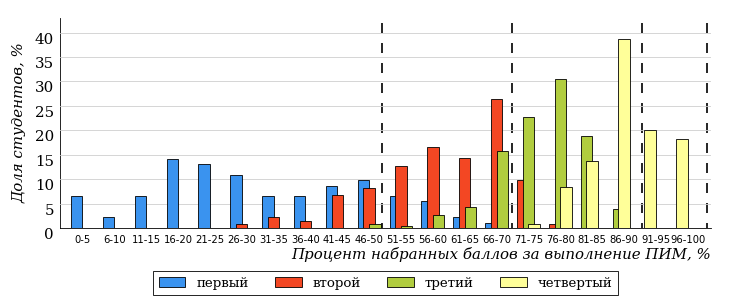 Доля студентов, %
40
35
30
25
20
15
10
5
0
0-5 6-10 11-15 16-20 21-25 26-30 31-35 36-40 41-45 46-50 51-55 56-60 61-65 66-70 71-75 76-80 81-85 86-90 91-95 96-100
Процент набранных баллов за выполнение ПИМ, %
первый второй третий четвертый